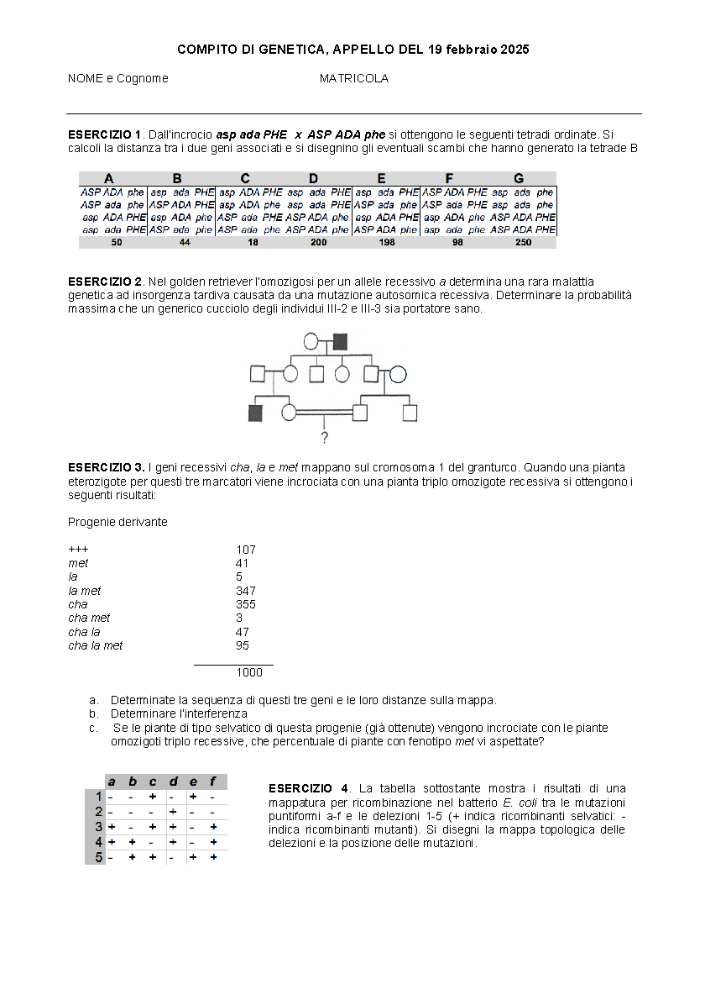 COMPITO DI GENETICA, APPELLO DEL 19 febbraio 2025
NOME e Cognome MATRICOLA
ESERCIZIO 1. Dall'incrocio asp ada PHE x ASP ADA phe si ottengono le seguenti tetradi ordinate. Si
calcoli la distanza tra i due geni associati e si disegnino gli eventuali scambi che hanno generato la tetrade B
A B C D E F G
ASP ADA phe asp ada PHE asp ADA PHE asp ada PHE asp ada PHE ASP ADA PHE asp ada phe
ASP ada phe ASP ADA PHE asp ADA phe asp ada PHE ASP ada phe ASP ada PHE asp ada phe
asp ADA PHE asp ADA phe ASP ada PHE ASP ADA phe asp ADA PHE asp ADA phe ASP ADA PHE
asp ada PHE ASP ada phe ASP ada phe ASP ADA phe ASP ADA phe asp ada phe ASP ADA PHE
50 44 18 200 198 98 250
ESERCIZIO 2. Nel golden retriever l'omozigosi per un allele recessivo a determina una rara malattia
genetica ad insorgenza tardiva causata da una mutazione autosomica recessiva. Determinare la probabilità
massima che un generico cucciolo degli individui III-2 e III-3 sia portatore sano.
?
ESERCIZIO 3. I geni recessivi cha, la e met mappano sul cromosoma 1 del granturco. Quando una pianta
eterozigote per questi tre marcatori viene incrociata con una pianta triplo omozigote recessiva si ottengono i
seguenti risultati:
Progenie derivante
+++ 107
met 41
la 5
la met 347
cha 355
cha met 3
cha la 47
cha la met 95
1000
a. Determinate la sequenza di questi tre geni e le loro distanze sulla mappa.
b. Determinare l'interferenza
c. Se le piante di tipo selvatico di questa progenie (già ottenute) vengono incrociate con le piante
omozigoti triplo recessive, che percentuale di piante con fenotipo met vi aspettate?
a b c d e f
1 - - + - + -
2 - - - + - -
3 + - + + - +
4 + + - + - +
5 - + + - + +
ESERCIZIO 4. La tabella sottostante mostra i risultati di una
mappatura per ricombinazione nel batterio E. coli tra le mutazioni
puntiformi a-f e le delezioni 1-5 (+ indica ricombinanti selvatici: -
indica ricombinanti mutanti). Si disegni la mappa topologica delle
delezioni e la posizione delle mutazioni.